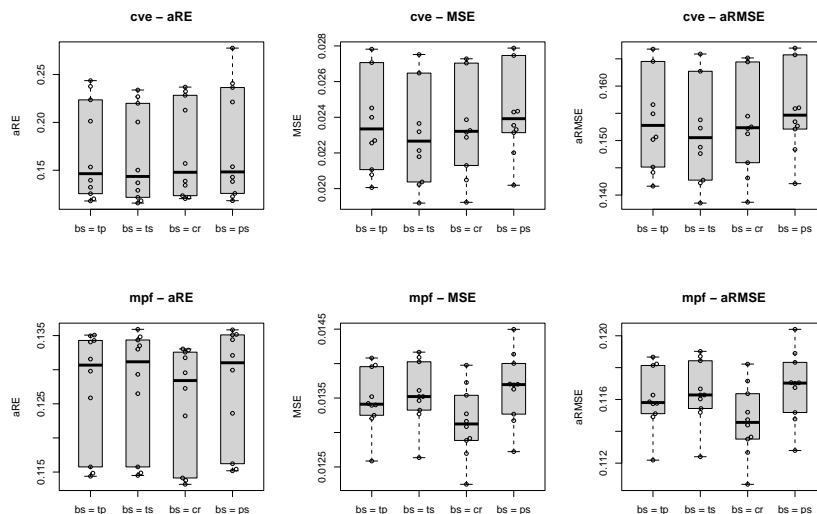 cve – aRE
aRE
0.15
0.20
0.25
bs = tp
bs = ts
bs = cr
bs = ps
cve – MSE
MSE
0.020
0.022
0.024
0.026
0.028
bs = tp
bs = ts
bs = cr
bs = ps
cve – aRMSE
aRMSE
0.140
0.150
0.160
bs = tp
bs = ts
bs = cr
bs = ps
mpf – aRE
aRE
0.115
0.125
0.135
bs = tp
bs = ts
bs = cr
bs = ps
mpf – MSE
MSE
0.0125
0.0135
0.0145
bs = tp
bs = ts
bs = cr
bs = ps
mpf – aRMSE
aRMSE
0.112
0.116
0.120
bs = tp
bs = ts
bs = cr
bs = ps